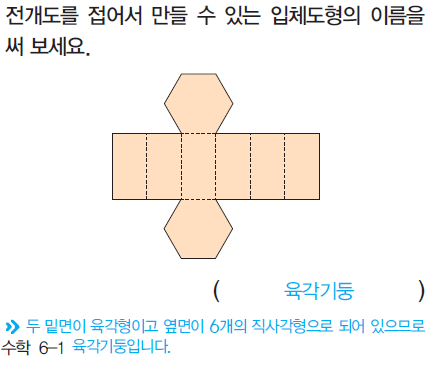 전개도를 접어서 만들 수 있는 입체도형의 이름을
써 보세요.
( 육각기둥 )
» 두 밑면이 육각형이고 옆면이 6개의 직사각형으로 되어 있으므로
수학 6-1 육각기둥입니다.